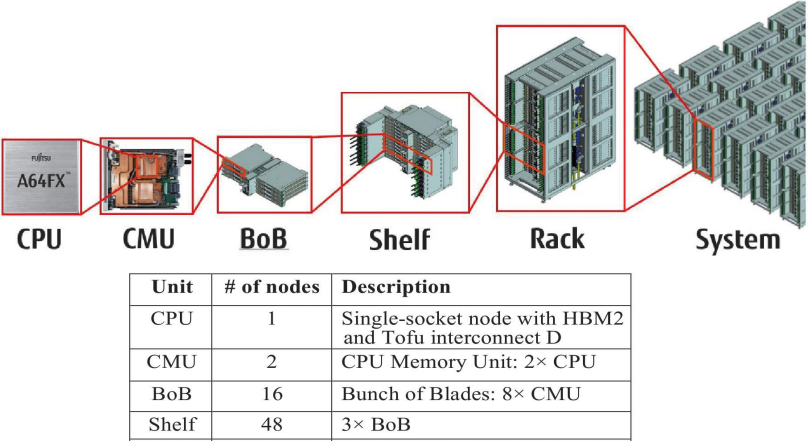 FUJITSU
A64FX™
CPU CMU BoB Shelf Rack System
Unit # of nodes Description
CPU 1 Single-socket node with HBM2
and Tofu interconnect D
CMU 2 CPU Memory Unit: 2× CPU
BoB 16 Bunch of Blades: 8× CMU
Shelf 48 3× BoB